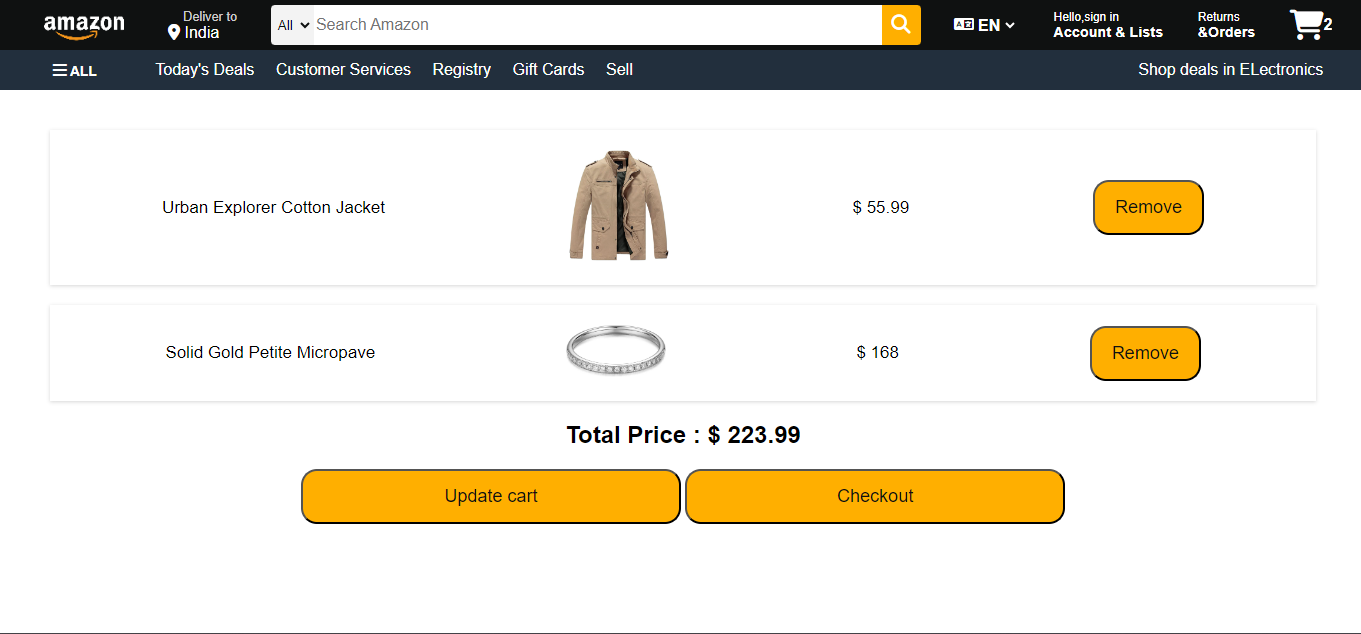 amazon
Deliver to
India
All
Search Amazon
EN
Hello,sign in
Account & Lists
Returns
&Orders
2
ALL
Today's Deals
Customer Services
Registry
Gift Cards
Sell
Shop deals in ELectronics
Urban Explorer Cotton Jacket
$ 55.99
Remove
Solid Gold Petite Micropave
$ 168
Remove
Total Price : $ 223.99
Update cart
Checkout